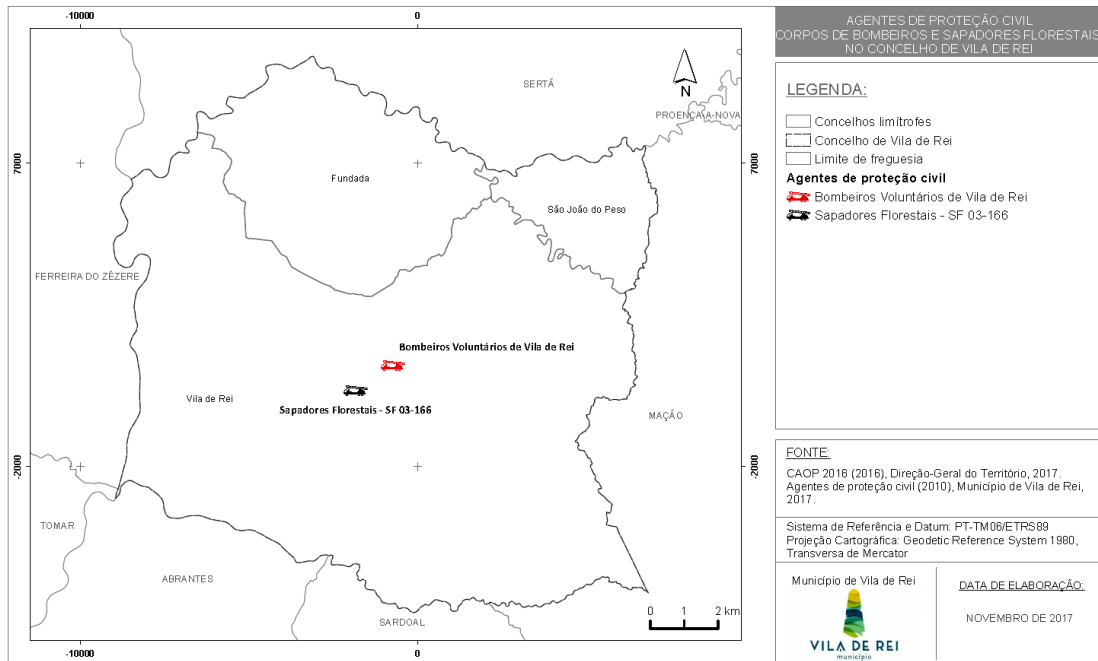 -10000
0
AGENTES DE PROTEÇÃO CIVIL
CORPOS DE BOMBEIROS E SAPADORES FLORESTAIS
NO CONCELHO DE VILA DE REI
SERTÃ
N
PROENÇA-A-NOVA
LEGENDA:
Concelhos limítrofes
Concelho de Vila de Rei
Limite de freguesia
Agentes de proteção civil
Bombeiros Voluntários de Vila de Rei
Sapadores Florestais - SF 03-166
7000
7000
Fundada
São João do Peso
FERREIRA DO ZÊZERE
Bombeiros Voluntários de Vila de Rei
Vila de Rei
Sapadores Florestais - SF 03-166
MAÇÃO
-2000
-2000
TOMAR
ABRANTES
SARDOAL
0 1 2 km
-10000
0
FONTE:
CAOP 2016 (2016), Direção-Geral do Território, 2017.
Agentes de proteção civil (2010), Município de Vila de Rei,
2017.
Sistema de Referência e Datum: PT-TM06/ETRS89
Projeção Cartográfica: Geodetic Reference System 1980,
Transversa de Mercator
Município de Vila de Rei
VILA DE REI
município
DATA DE ELABORAÇÃO:
NOVEMBRO DE 2017